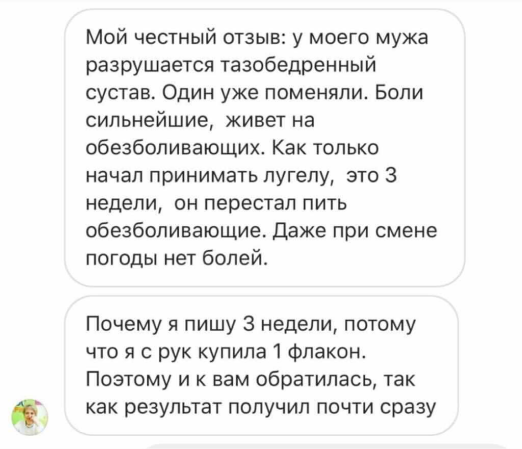 Мой честный отзыв: у моего мужа
разрушается тазобедренный
сустав. Один уже поменяли. Боли
сильнейшие, живет на
обезболивающих. Как только
начал принимать лугелу, это 3
недели, он перестал пить
обезболивающие. Даже при смене
погоды нет болей.
Почему я пишу 3 недели, потому
что я с рук купила 1 флакон.
Поэтому и к вам обратилась, так
как результат получил почти сразу